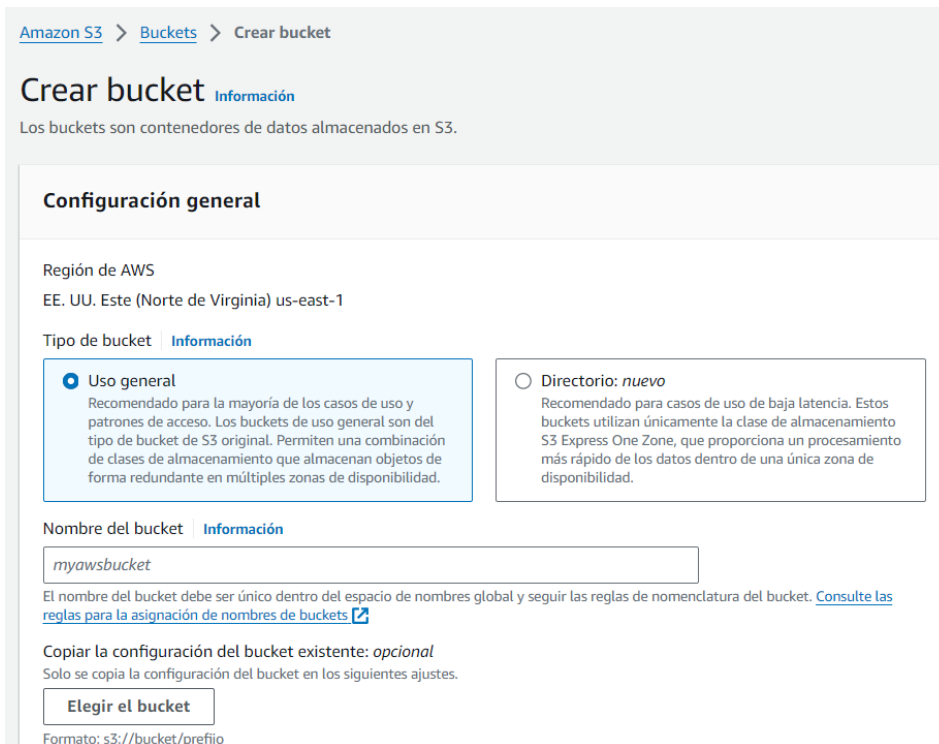 Amazon S3 > Buckets > Crear bucket
Crear bucket Información
Los buckets son contenedores de datos almacenados en S3.
Configuración general
Región de AWS
EE. UU. Este (Norte de Virginia) us-east-1
Tipo de bucket Información
Uso general
Recomendado para la mayoría de los casos de uso y
patrones de acceso. Los buckets de uso general son del
tipo de bucket de S3 original. Permiten una combinación
de clases de almacenamiento que almacenan objetos de
forma redundante en múltiples zonas de disponibilidad.
Directorio: nuevo
Recomendado para casos de uso de baja latencia. Estos
buckets utilizan únicamente la clase de almacenamiento
S3 Express One Zone, que proporciona un procesamiento
más rápido de los datos dentro de una única zona de
disponibilidad.
Nombre del bucket Información
myawsbucket
El nombre del bucket debe ser único dentro del espacio de nombres global y seguir las reglas de nomenclatura del bucket. Consulte las
reglas para la asignación de nombres de buckets
Copiar la configuración del bucket existente: opcional
Solo se copia la configuración del bucket en los siguientes ajustes.
Elegir el bucket
Formato: s3://bucket/prefijo